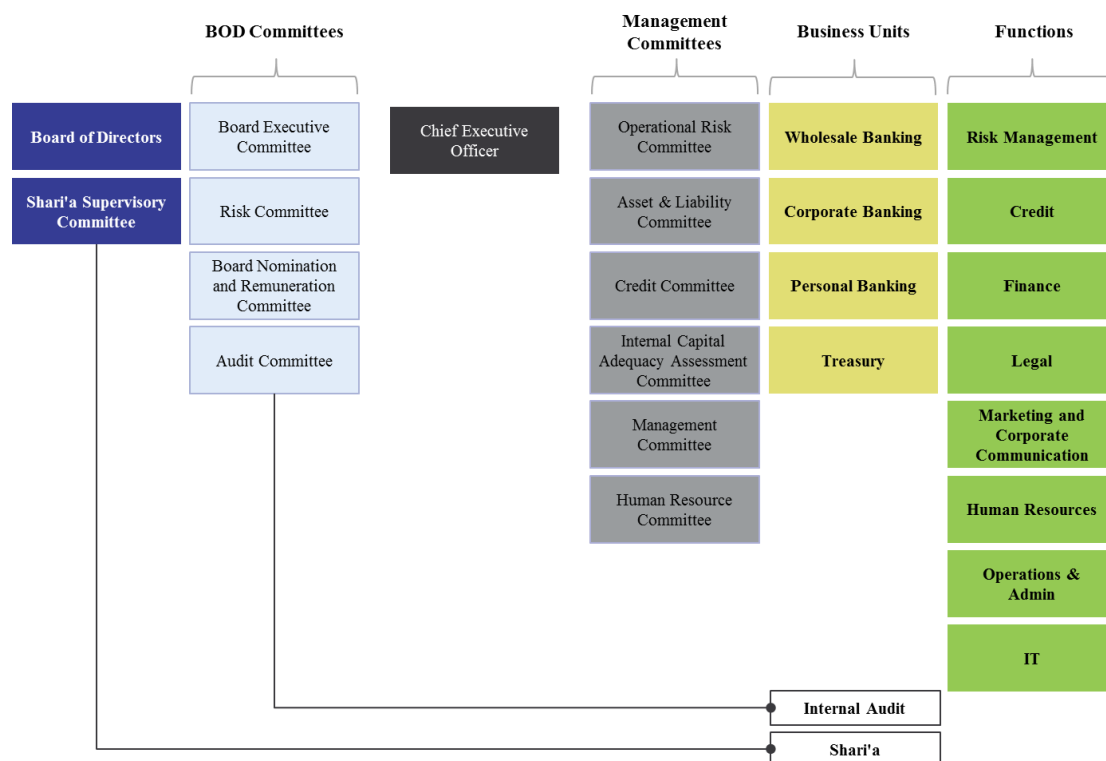 BOD Committees
Management
Committees
Business Units
Functions
Board of Directors
Shari'a Supervisory
Committee
Board Executive
Committee
Risk Committee
Board Nomination
and Remuneration
Committee
Audit Committee
Chief Executive
Officer
Operational Risk
Committee
Asset & Liability
Committee
Credit Committee
Internal Capital
Adequacy Assessment
Committee
Management
Committee
Human Resource
Committee
Wholesale Banking
Corporate Banking
Personal Banking
Treasury
Risk Management
Credit
Finance
Legal
Marketing and
Corporate
Communication
Human Resources
Operations &
Admin
IT
Internal Audit
Shari'a